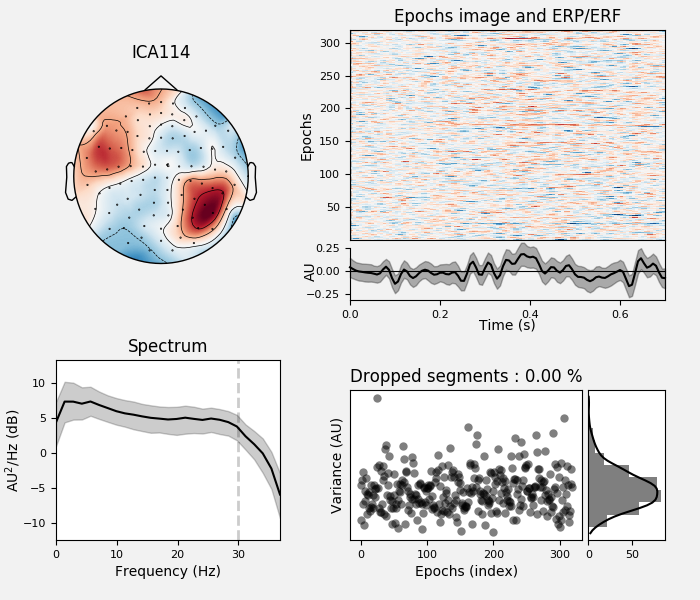 ICA114
Epochs image and ERP/ERF
Epochs
300
250
200
150
100
50
AU
0.25
0.00
−0.25
0.0
0.2
0.4
0.6
Time (s)
Spectrum
AU²/Hz (dB)
10
5
0
−5
−10
0
10
20
30
Frequency (Hz)
Dropped segments : 0.00 %
Variance (AU)
0
100
200
300
Epochs (index)
0
50